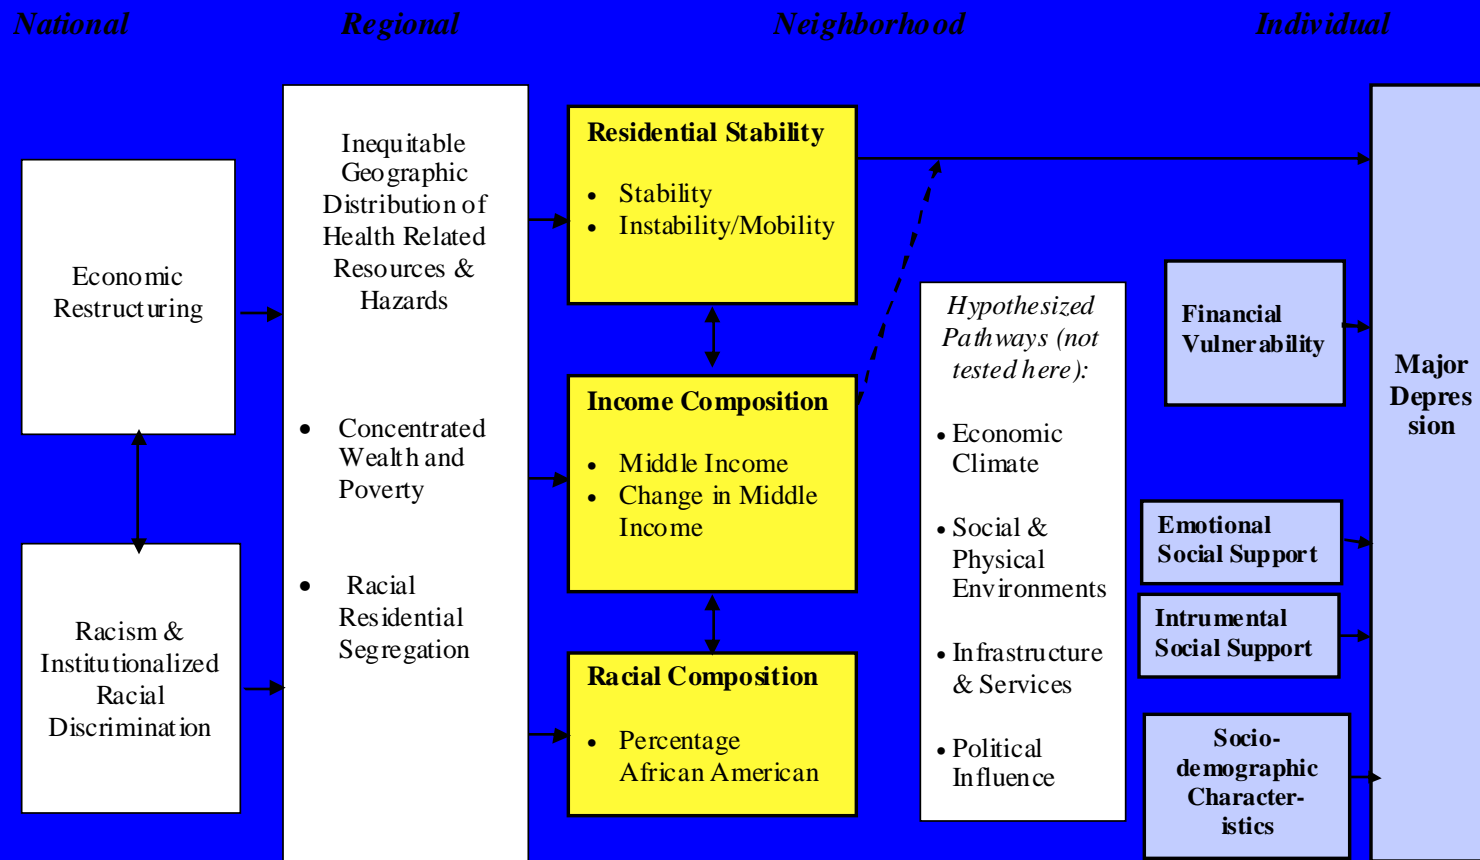 National
Regional
Neighborhood
Individual
Economic
Restructuring
Racism &
Institutionalized
Racial
Discrimination
Inequitable
Geographic
Distribution of
Health Related
Resources &
Hazards
• Concentrated
Wealth and
Poverty
• Racial
Residential
Segregation
Residential Stability
• Stability
• Instability/Mobility
Income Composition
• Middle Income
• Change in Middle
Income
Racial Composition
• Percentage
African American
Hypothesized
Pathways (not
tested here):
• Economic
Climate
• Social &
Physical
Environments
• Infrastructure
& Services
• Political
Influence
Financial
Vulnerability
Emotional
Social Support
Intrumental
Social Support
Socio-
demographic
Character-
istics
Major
Depres
sion